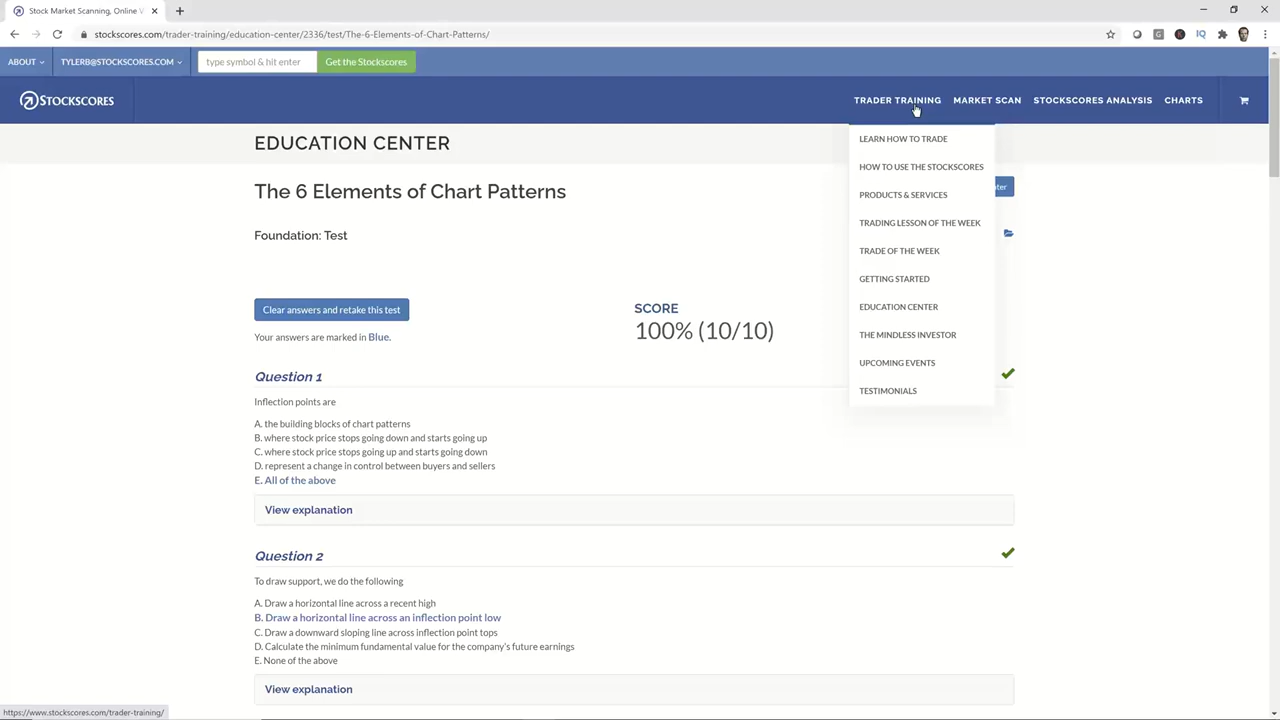 Stock Market Scanning, Online V
stockscores.com/trader-training/education-center/2336/test/The-6-Elements-of-Chart-Patterns/
ABOUT
TYLERB@STOCKSCORES.COM
type symbol & hit enter
Get the Stockscores
STOCKSCORES
TRADER TRAINING
MARKET SCAN
STOCKSCORES ANALYSIS
CHARTS
LEARN HOW TO TRADE
HOW TO USE THE STOCKSCORES
PRODUCTS & SERVICES
TRADING LESSON OF THE WEEK
TRADE OF THE WEEK
GETTING STARTED
EDUCATION CENTER
THE MINDLESS INVESTOR
UPCOMING EVENTS
TESTIMONIALS
EDUCATION CENTER
The 6 Elements of Chart Patterns
Foundation: Test
Clear answers and retake this test
Your answers are marked in Blue.
SCORE
100% (10/10)
Question 1
Inflection points are
A. the building blocks of chart patterns
B. where stock price stops going down and starts going up
C. where stock price stops going up and starts going down
D. represent a change in control between buyers and sellers
E. All of the above
View explanation
Question 2
To draw support, we do the following
A. Draw a horizontal line across a recent high
B. Draw a horizontal line across an inflection point low
C. Draw a downward sloping line across inflection point tops
D. Calculate the minimum fundamental value for the company's future earnings
E. None of the above
View explanation
https://www.stockscores.com/trader-training/